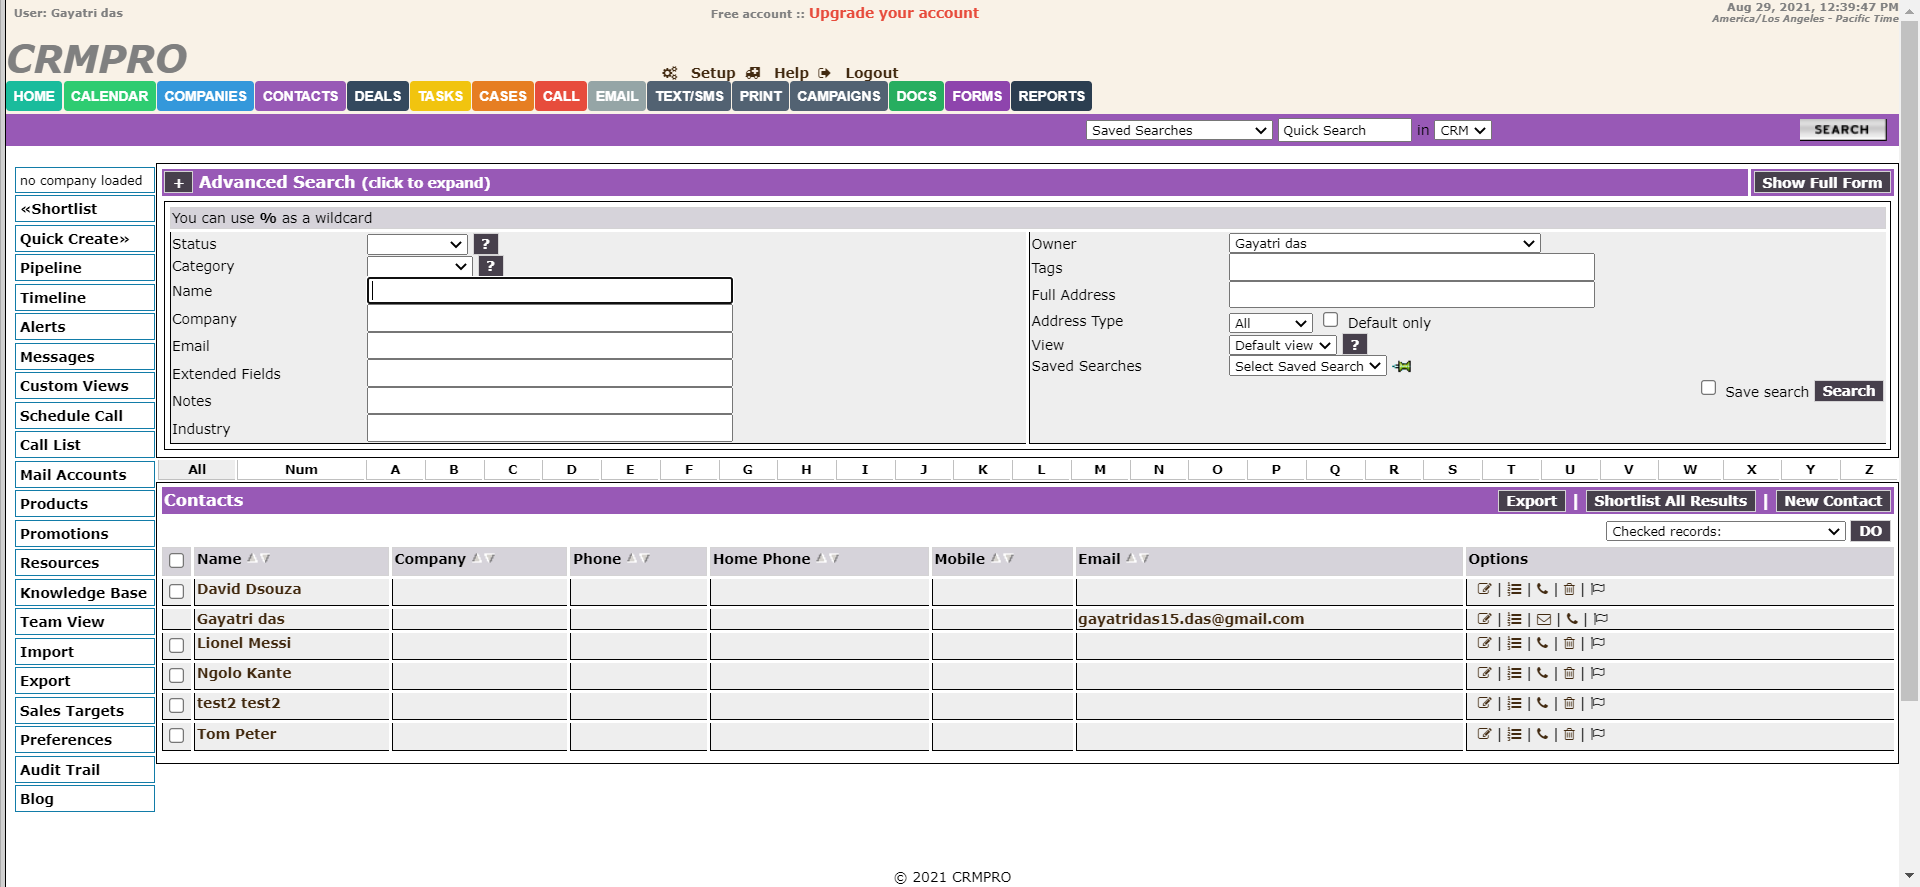 User: Gayatri das
Free account :: Upgrade your account
Aug 29, 2021, 12:39:47 PM
America/Los Angeles - Pacific Time
CRMPRO
Setup Help Logout
HOME CALENDAR COMPANIES CONTACTS DEALS TASKS CASES CALL EMAIL TEXT/SMS PRINT CAMPAIGNS DOCS FORMS REPORTS
Saved Searches Quick Search in CRM SEARCH
no company loaded
«Shortlist
Quick Create»
Pipeline
Timeline
Alerts
Messages
Custom Views
Schedule Call
Call List
Mail Accounts
Products
Promotions
Resources
Knowledge Base
Team View
Import
Export
Sales Targets
Preferences
Audit Trail
Blog
+ Advanced Search (click to expand) Show Full Form
You can use % as a wildcard
Status ?
Category ?
Name
Company
Email
Extended Fields
Notes
Industry
Owner Gayatri das
Tags
Full Address
Address Type All Default only
View Default view ?
Saved Searches Select Saved Search
Save search Search
All Num A B C D E F G H I J K L M N O P Q R S T U V W X Y Z
Contacts Export | Shortlist All Results | New Contact
Checked records: DO
Name Company Phone Home Phone Mobile Email Options
David Dsouza | | | |
Gayatri das gayatridas15.das@gmail.com | | | |
Lionel Messi | | | |
Ngolo Kante | | | |
test2 test2 | | | |
Tom Peter | | | |
© 2021 CRMPRO